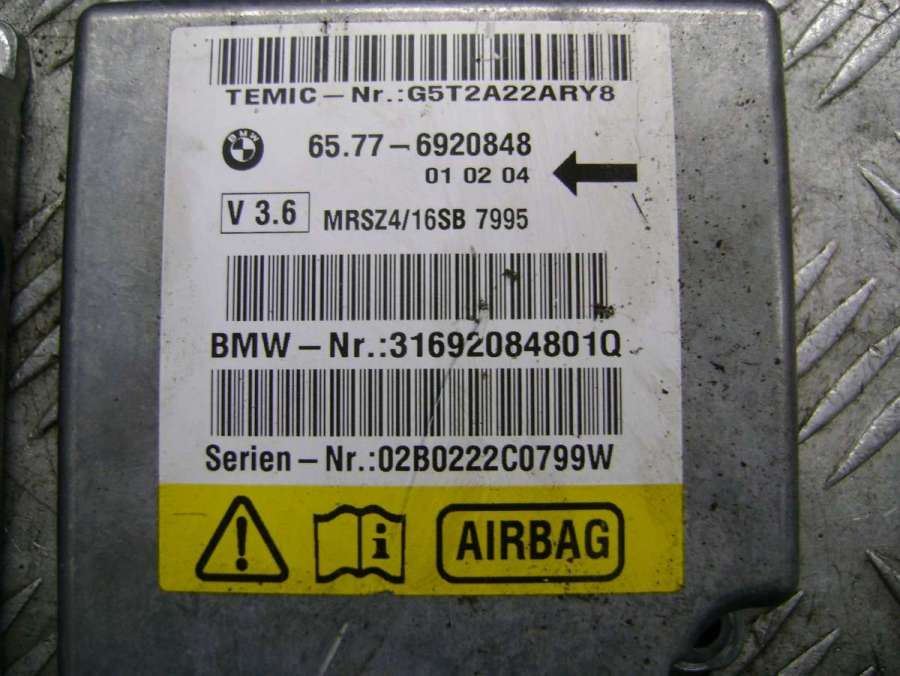 TEMIC-Nr.:G5T2A22ARY8
BMW
65.77-6920848
01 02 04
V 3.6
MRSZ4/16SB 7995
BMW-Nr.:31692084801Q
Serien-Nr.:02B0222C0799W
! i AIRBAG